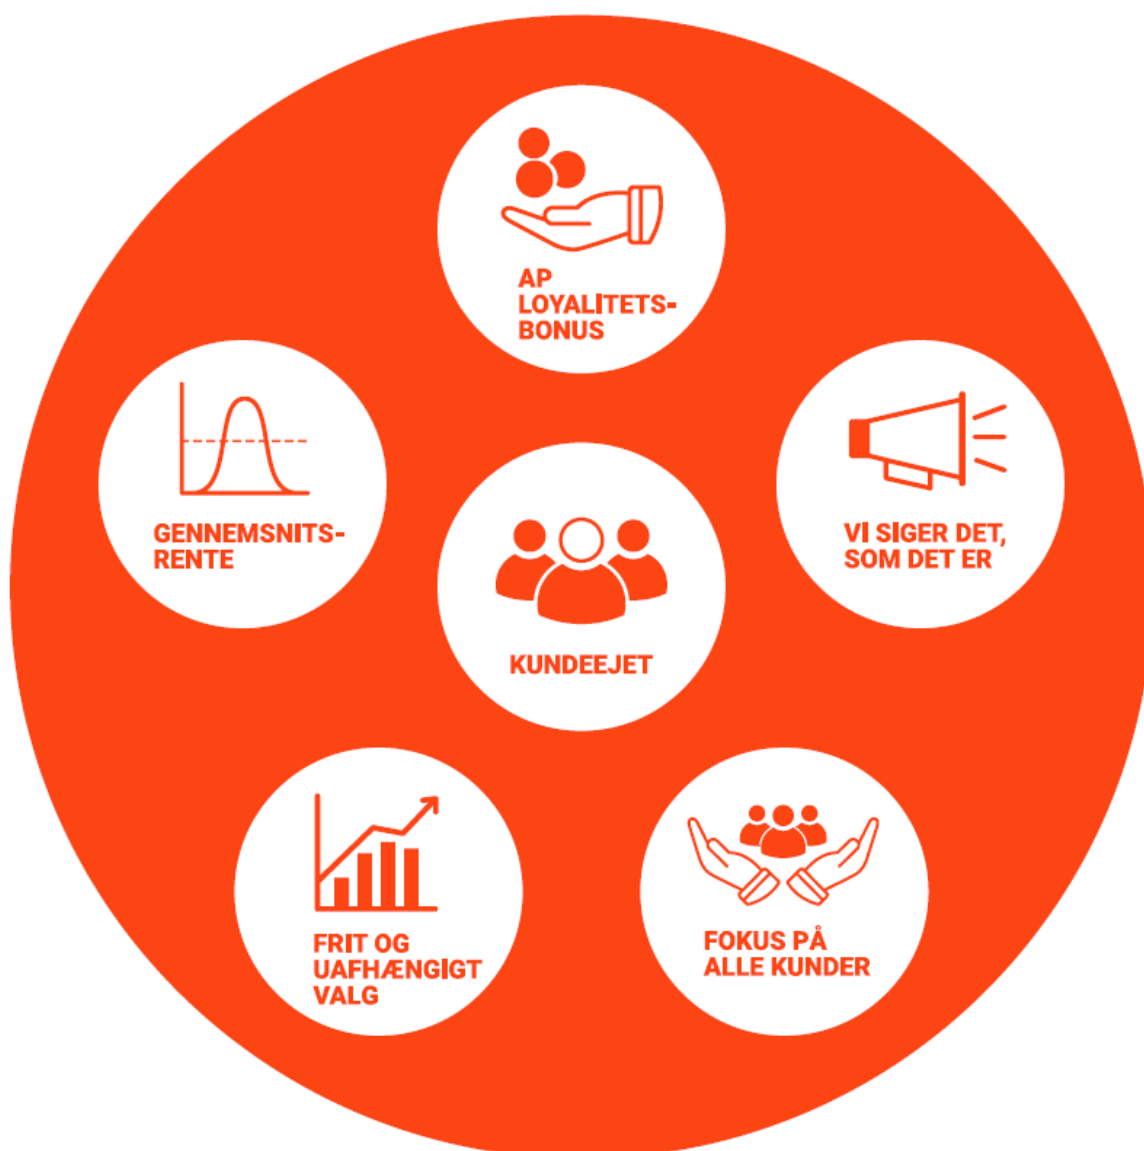 AP
LOYALITETS-
BONUS
GENNEMSNITS-
RENTE
VI SIGER DET,
SOM DET ER
KUNDEEJET
FRIT OG
UAFHÆNGIGT
VALG
FOKUS PÅ
ALLE KUNDER